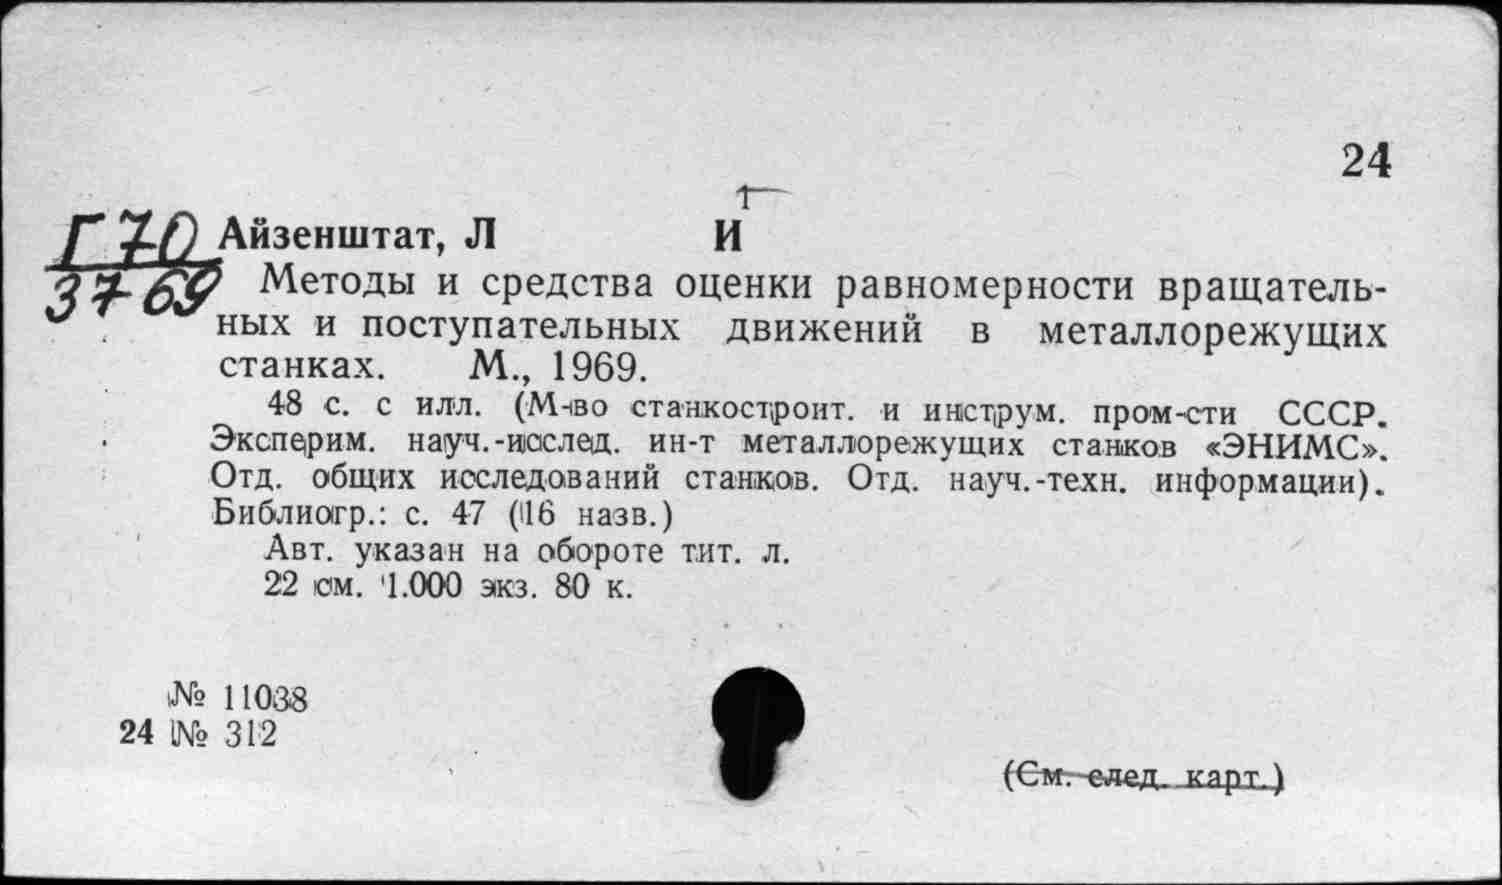 24
Г70 Айзенштат, Л И
37-69 Методы и средства оценки равномерности вращатель-
ных и поступательных движений в металлорежущих
станках. М., 1969.
48 с. с илл. (М-во станкостроит. и инструм. пром-сти СССР.
Эксперим. науч.-исслед. ин-т металлорежущих станков «ЭНИМС».
Отд. общих исследований станков. Отд. науч.-техн. информации).
Библиогр.: с. 47 (16 назв.)
Авт. указан на обороте тит. л.
22 см. 1.000 экз. 80 к.
№ 11038
24 № 312
(См. след. карт.)